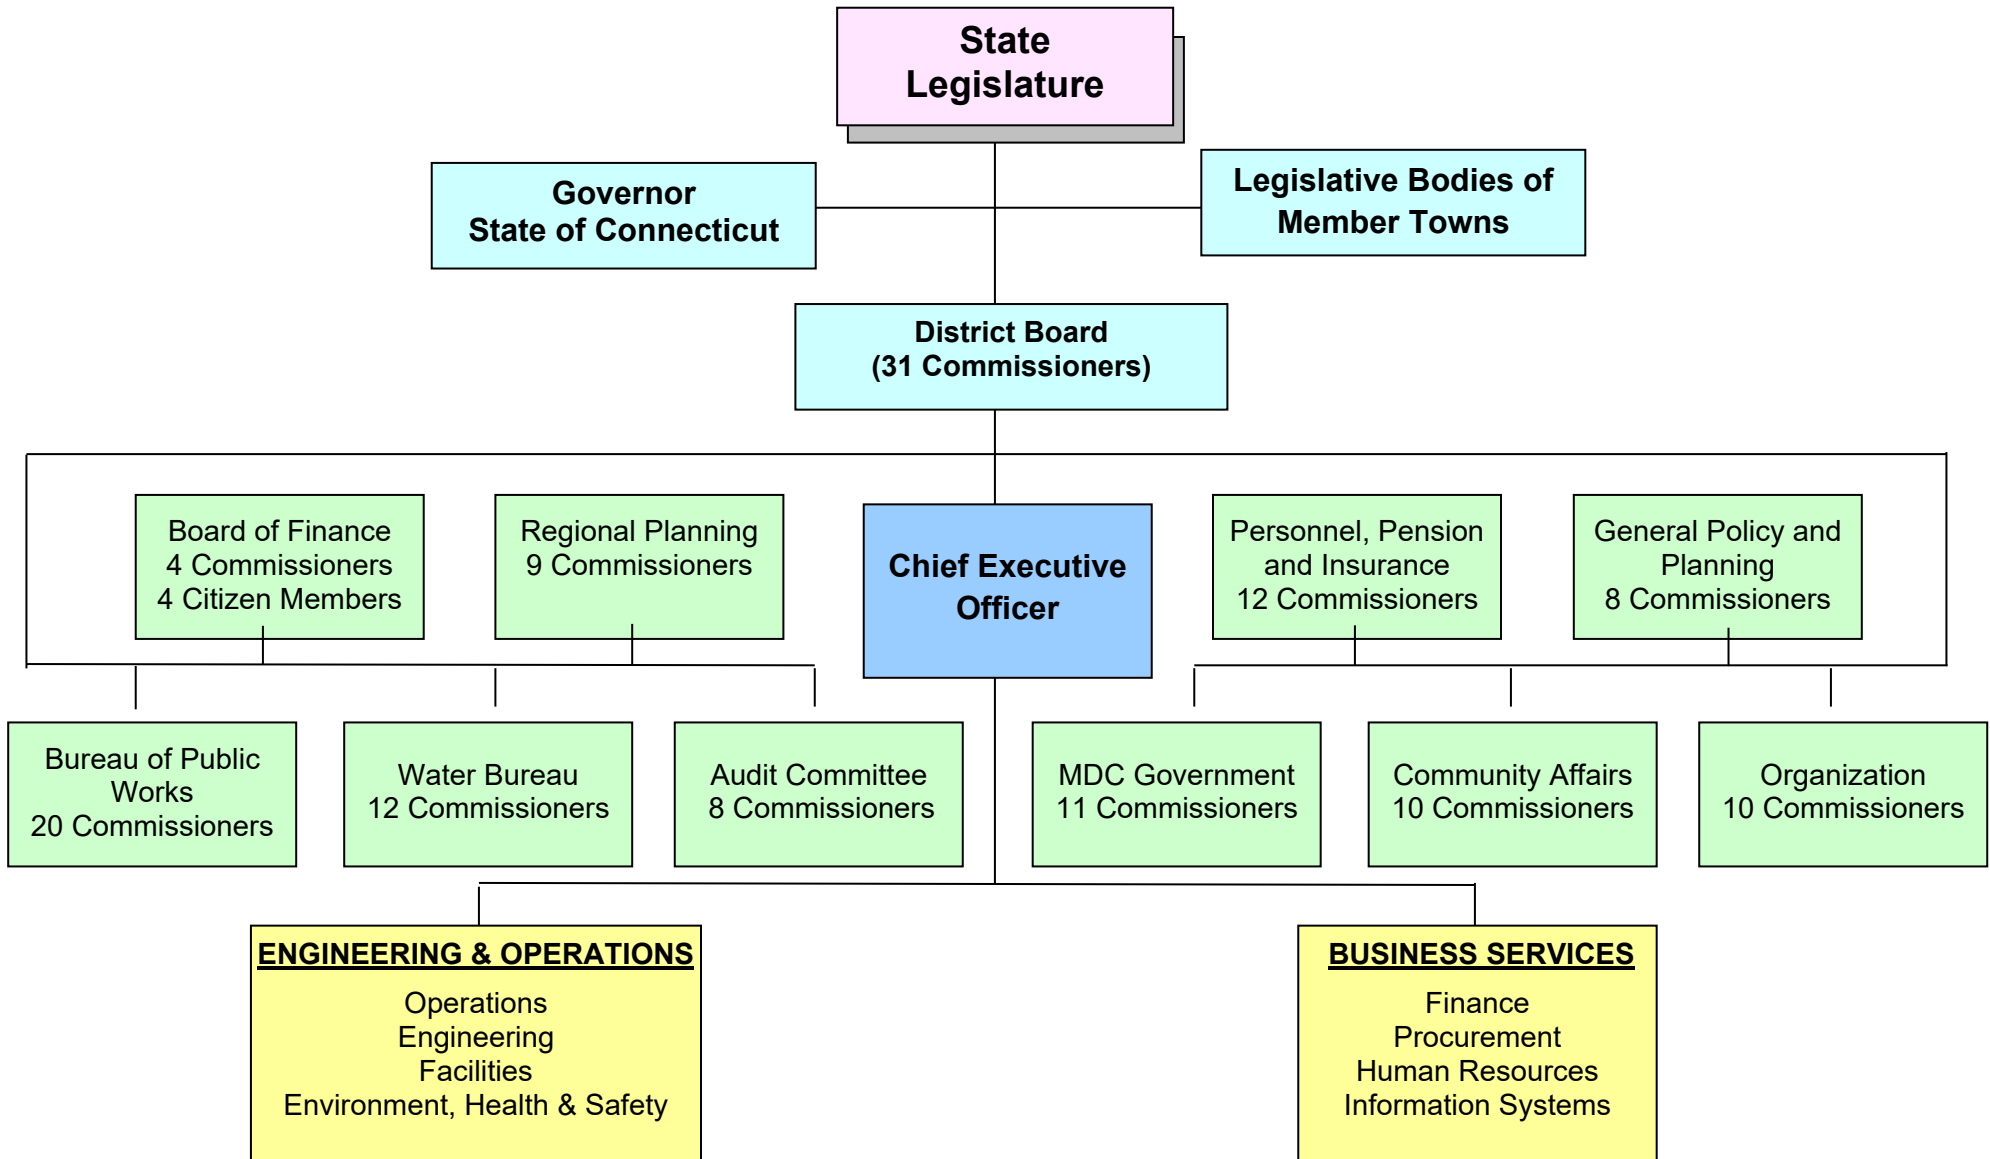 State
Legislature
Governor
State of Connecticut
Legislative Bodies of
Member Towns
District Board
(31 Commissioners)
Board of Finance
4 Commissioners
4 Citizen Members
Regional Planning
9 Commissioners
Chief Executive
Officer
Personnel, Pension
and Insurance
12 Commissioners
General Policy and
Planning
8 Commissioners
Bureau of Public
Works
20 Commissioners
Water Bureau
12 Commissioners
Audit Committee
8 Commissioners
MDC Government
11 Commissioners
Community Affairs
10 Commissioners
Organization
10 Commissioners
ENGINEERING & OPERATIONS
Operations
Engineering
Facilities
Environment, Health & Safety
BUSINESS SERVICES
Finance
Procurement
Human Resources
Information Systems